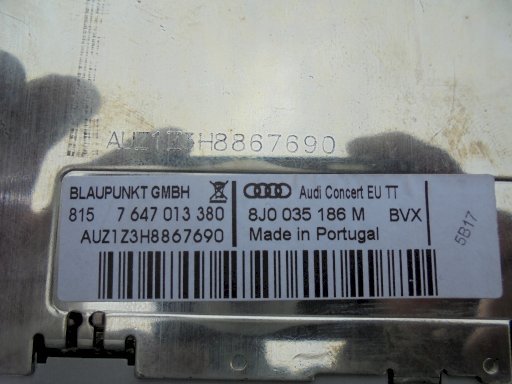 AUZ1Z3H8867690
BLAUPUNKT GMBH Audi Concert EU TT
815 7 647 013 380 8J0 035 186 M BVX
AUZ1Z3H8867690 Made in Portugal
5B17